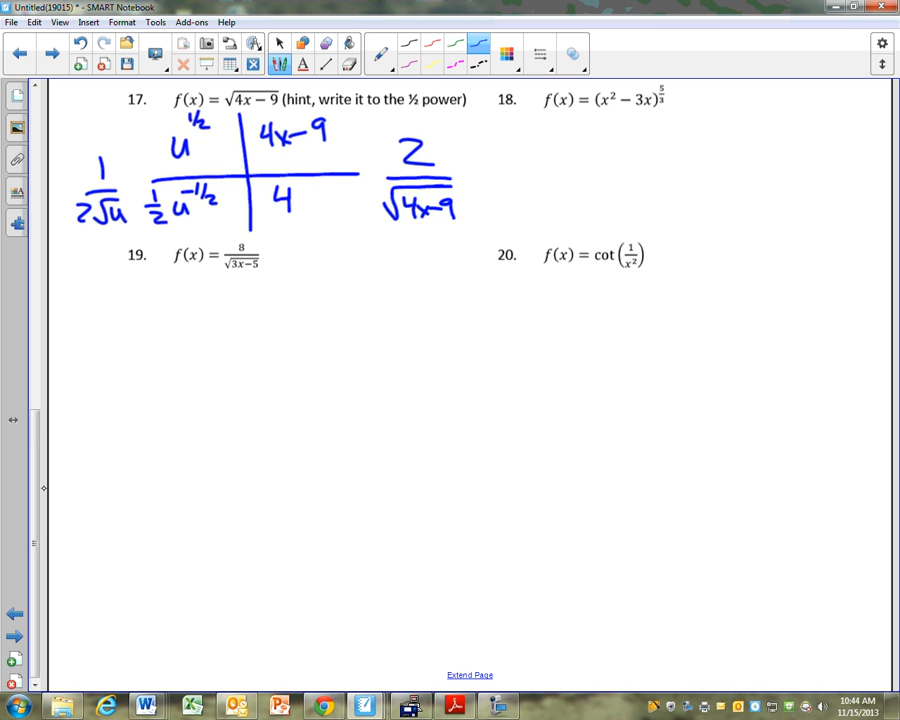 Untitled(19015) * - SMART Notebook
File Edit View Insert Format Tools Add-ons Help
17. f(x) = √4x − 9 (hint, write it to the ½ power)
18. f(x) = (x² − 3x)^5/3
u^1/2 4x−9
1/2√u 1/2 u^−1/2 4
2/√4x−9
19. f(x) = 8/√3x−5
20. f(x) = cot(1/x²)
Extend Page
10:44 AM
11/15/2013